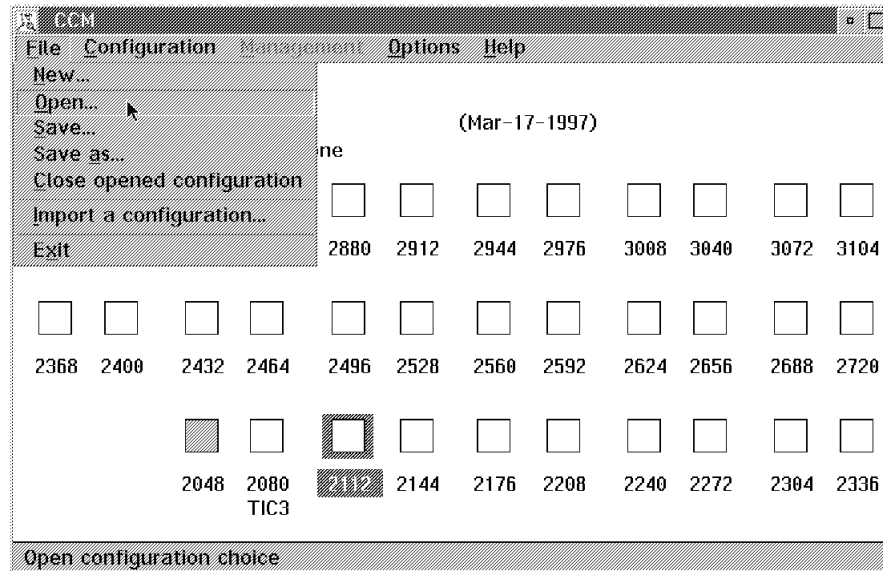 CCM
File Configuration Management Options Help
New...
Open...
(Mar-17-1997)
Save...
Save as...
ne
Close opened configuration
Import a configuration...
Exit
2880 2912 2944 2976 3008 3040 3072 3104
2368 2400 2432 2464 2496 2528 2560 2592 2624 2656 2688 2720
2048 2080 2112 2144 2176 2208 2240 2272 2304 2336
TIC3
Open configuration choice